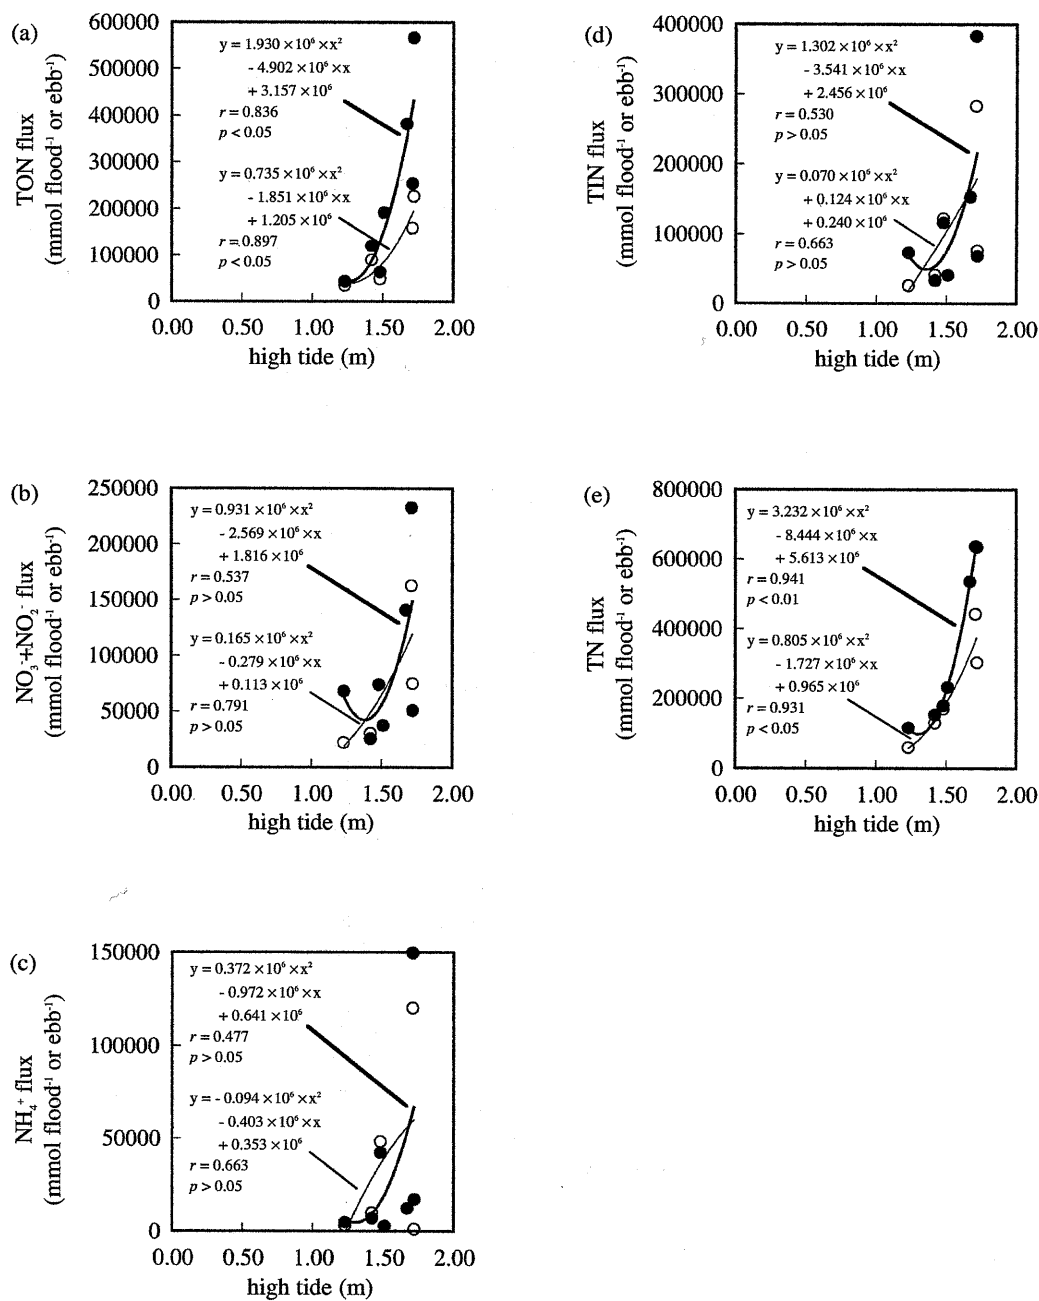 (a)
TON flux
(mmol flood⁻¹ or ebb⁻¹)
600000
500000
400000
300000
200000
100000
0
y = 1.930 ×10⁶ ×x²
- 4.902 ×10⁶ ×x
+ 3.157 ×10⁶
r = 0.836
p < 0.05
y = 0.735 ×10⁶ ×x²
- 1.851 ×10⁶ ×x
+ 1.205 ×10⁶
r = 0.897
p < 0.05
0.00 0.50 1.00 1.50 2.00
high tide (m)
(d)
TIN flux
(mmol flood⁻¹ or ebb⁻¹)
400000
300000
200000
100000
0
y = 1.302 ×10⁶ ×x²
- 3.541 ×10⁶ ×x
+ 2.456 ×10⁶
r = 0.530
p > 0.05
y = 0.070 ×10⁶ ×x²
+ 0.124 ×10⁶ ×x
+ 0.240 ×10⁶
r = 0.663
p > 0.05
0.00 0.50 1.00 1.50 2.00
high tide (m)
(b)
NO₃⁻+NO₂⁻ flux
(mmol flood⁻¹ or ebb⁻¹)
250000
200000
150000
100000
50000
0
y = 0.931 ×10⁶ ×x²
- 2.569 ×10⁶ ×x
+ 1.816 ×10⁶
r = 0.537
p > 0.05
y = 0.165 ×10⁶ ×x²
- 0.279 ×10⁶ ×x
+ 0.113 ×10⁶
r = 0.791
p > 0.05
0.00 0.50 1.00 1.50 2.00
high tide (m)
(e)
TN flux
(mmol flood⁻¹ or ebb⁻¹)
800000
600000
400000
200000
0
y = 3.232 ×10⁶ ×x²
- 8.444 ×10⁶ ×x
+ 5.613 ×10⁶
r = 0.941
p < 0.01
y = 0.805 ×10⁶ ×x²
- 1.727 ×10⁶ ×x
+ 0.965 ×10⁶
r = 0.931
p < 0.05
0.00 0.50 1.00 1.50 2.00
high tide (m)
(c)
NH₄⁺ flux
(mmol flood⁻¹ or ebb⁻¹)
150000
100000
50000
0
y = 0.372 ×10⁶ ×x²
- 0.972 ×10⁶ ×x
+ 0.641 ×10⁶
r = 0.477
p > 0.05
y = - 0.094 ×10⁶ ×x²
- 0.403 ×10⁶ ×x
+ 0.353 ×10⁶
r = 0.663
p > 0.05
0.00 0.50 1.00 1.50 2.00
high tide (m)